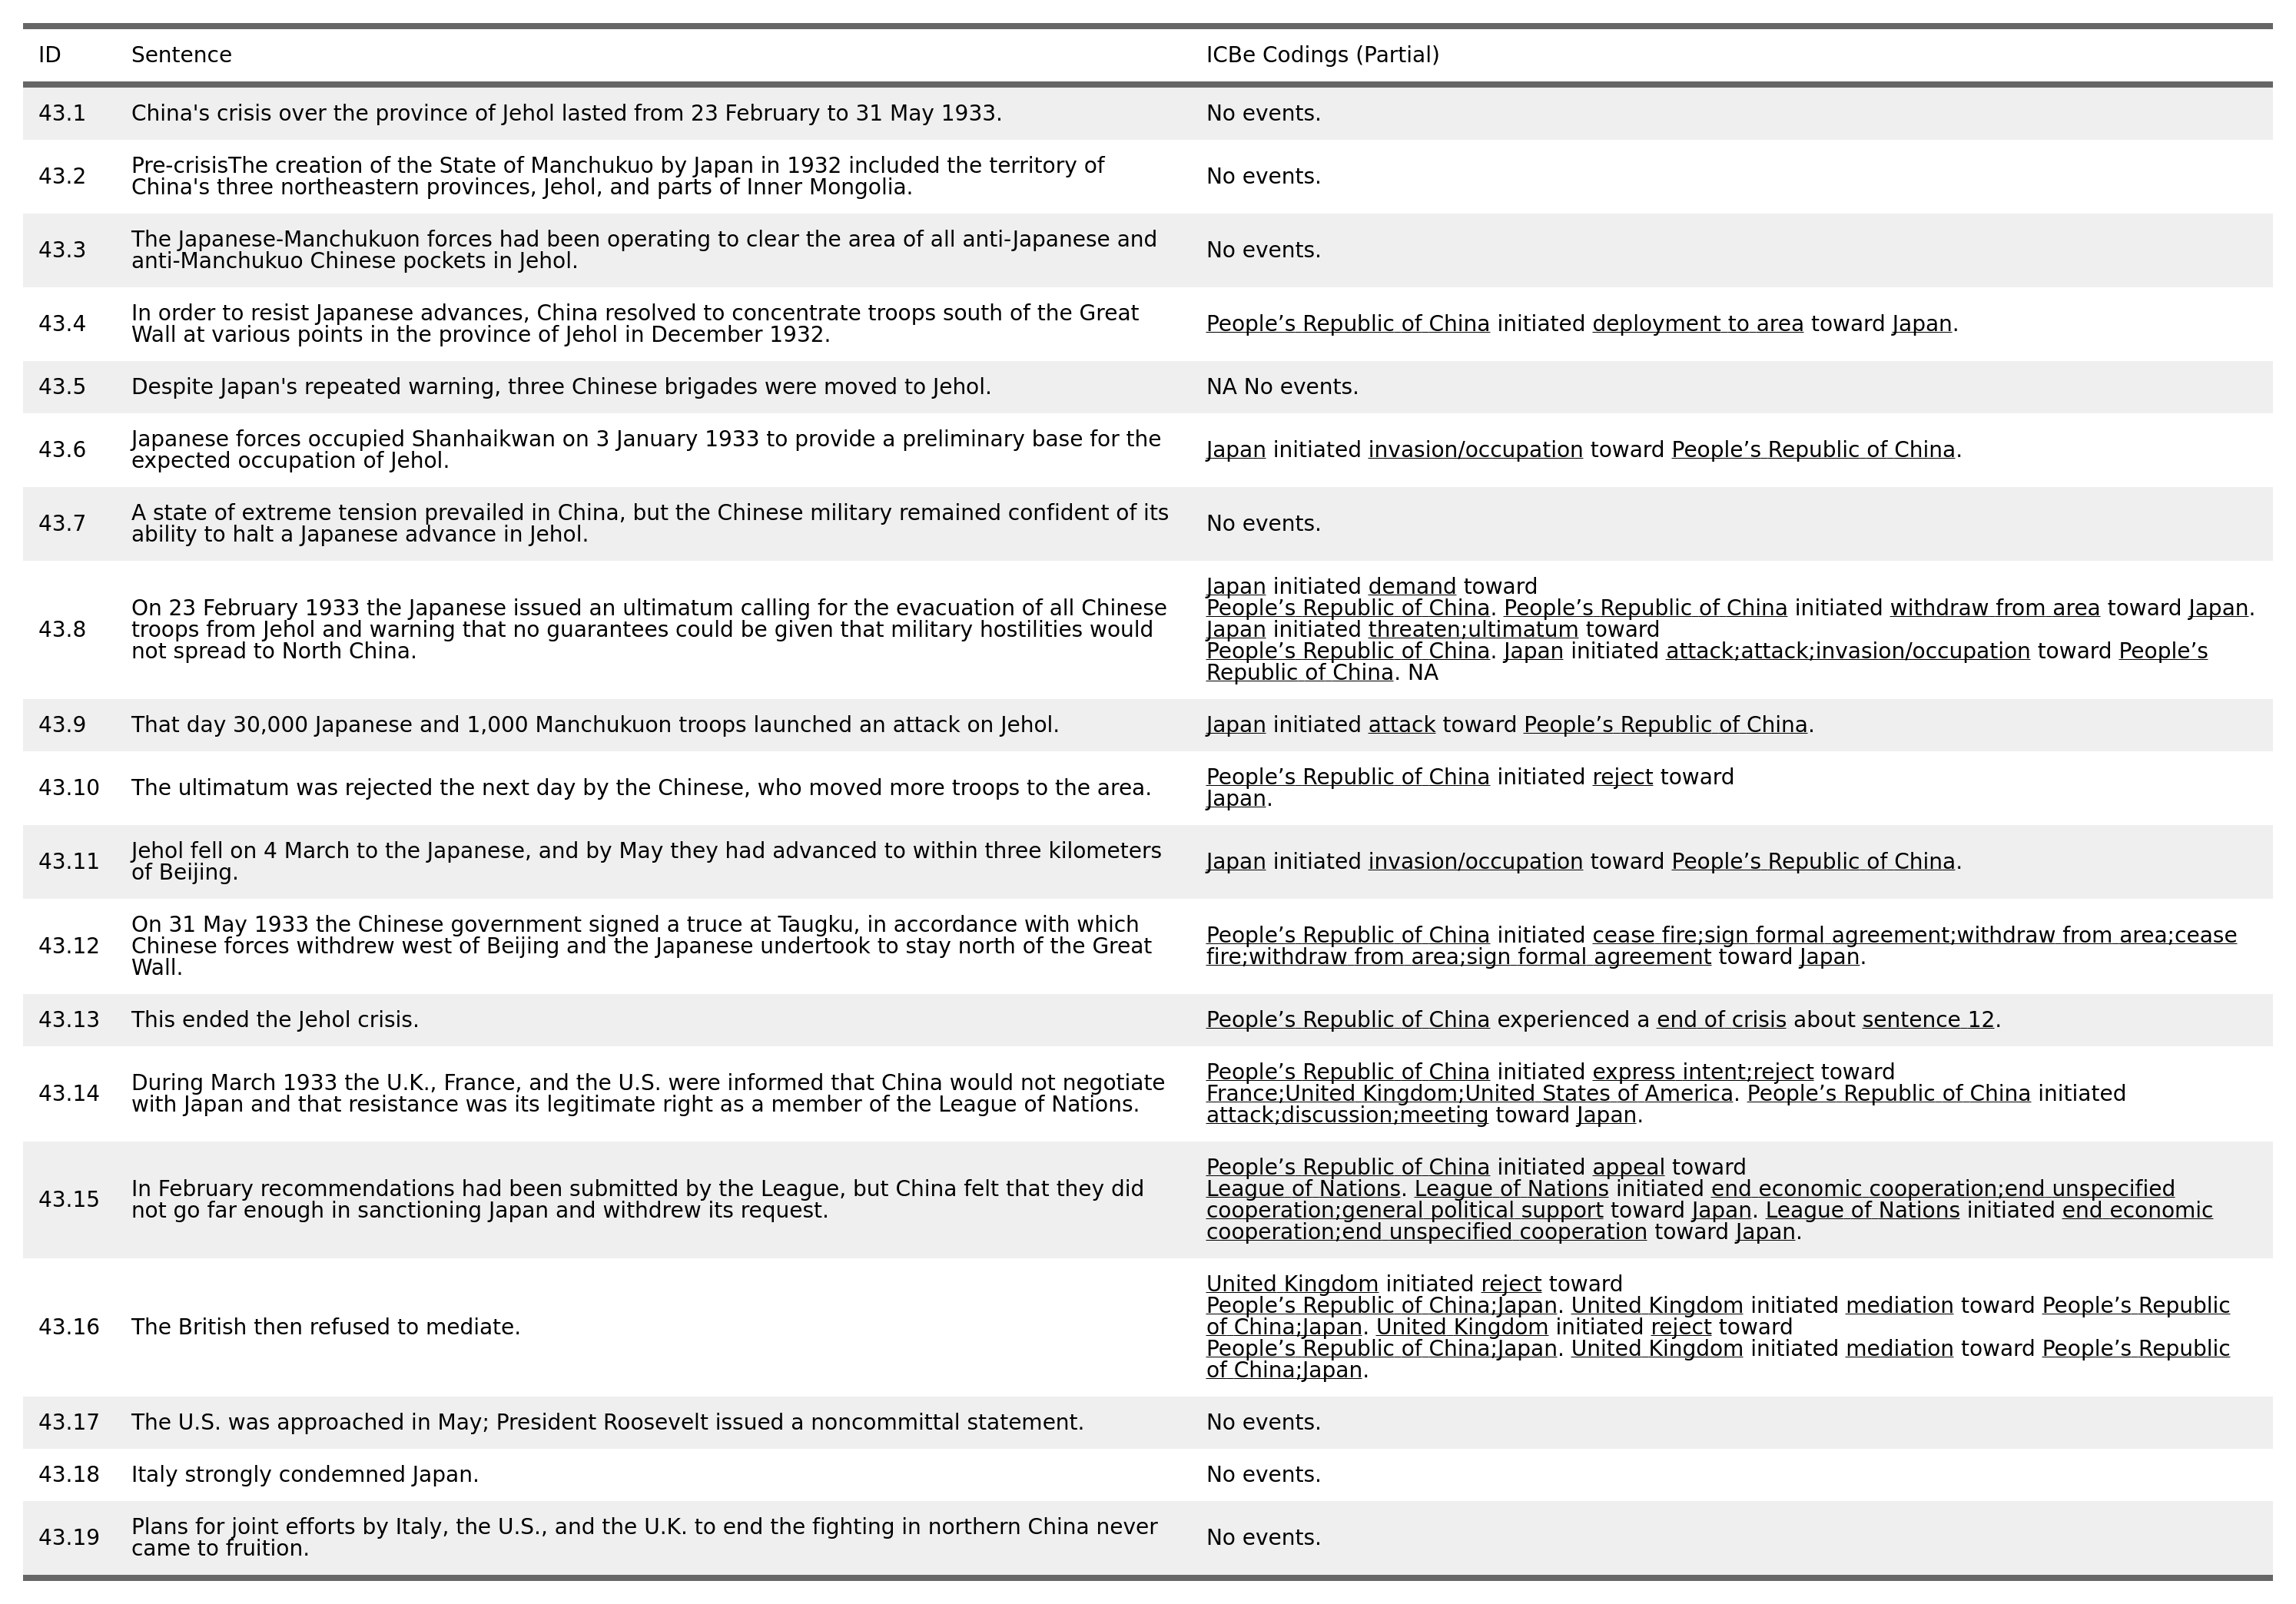 ID Sentence ICBe Codings (Partial)
43.1 China's crisis over the province of Jehol lasted from 23 February to 31 May 1933. No events.
43.2 Pre-crisisThe creation of the State of Manchukuo by Japan in 1932 included the territory of
China's three northeastern provinces, Jehol, and parts of Inner Mongolia.
No events.
43.3 The Japanese-Manchukuon forces had been operating to clear the area of all anti-Japanese and
anti-Manchukuo Chinese pockets in Jehol.
No events.
43.4 In order to resist Japanese advances, China resolved to concentrate troops south of the Great
Wall at various points in the province of Jehol in December 1932.
People’s Republic of China initiated deployment to area toward Japan.
43.5 Despite Japan's repeated warning, three Chinese brigades were moved to Jehol. NA No events.
43.6 Japanese forces occupied Shanhaikwan on 3 January 1933 to provide a preliminary base for the
expected occupation of Jehol.
Japan initiated invasion/occupation toward People’s Republic of China.
43.7 A state of extreme tension prevailed in China, but the Chinese military remained confident of its
ability to halt a Japanese advance in Jehol.
No events.
43.8 On 23 February 1933 the Japanese issued an ultimatum calling for the evacuation of all Chinese
troops from Jehol and warning that no guarantees could be given that military hostilities would
not spread to North China.
Japan initiated demand toward
People’s Republic of China. People’s Republic of China initiated withdraw from area toward Japan.
Japan initiated threaten;ultimatum toward
People’s Republic of China. Japan initiated attack;attack;invasion/occupation toward People’s
Republic of China. NA
43.9 That day 30,000 Japanese and 1,000 Manchukuon troops launched an attack on Jehol. Japan initiated attack toward People’s Republic of China.
43.10 The ultimatum was rejected the next day by the Chinese, who moved more troops to the area.
People’s Republic of China initiated reject toward
Japan.
43.11 Jehol fell on 4 March to the Japanese, and by May they had advanced to within three kilometers
of Beijing.
Japan initiated invasion/occupation toward People’s Republic of China.
43.12 On 31 May 1933 the Chinese government signed a truce at Taugku, in accordance with which
Chinese forces withdrew west of Beijing and the Japanese undertook to stay north of the Great
Wall.
People’s Republic of China initiated cease fire;sign formal agreement;withdraw from area;cease
fire;withdraw from area;sign formal agreement toward Japan.
43.13 This ended the Jehol crisis. People’s Republic of China experienced a end of crisis about sentence 12.
43.14 During March 1933 the U.K., France, and the U.S. were informed that China would not negotiate
with Japan and that resistance was its legitimate right as a member of the League of Nations.
People’s Republic of China initiated express intent;reject toward
France;United Kingdom;United States of America. People’s Republic of China initiated
attack;discussion;meeting toward Japan.
43.15 In February recommendations had been submitted by the League, but China felt that they did
not go far enough in sanctioning Japan and withdrew its request.
People’s Republic of China initiated appeal toward
League of Nations. League of Nations initiated end economic cooperation;end unspecified
cooperation;general political support toward Japan. League of Nations initiated end economic
cooperation;end unspecified cooperation toward Japan.
43.16 The British then refused to mediate.
United Kingdom initiated reject toward
People’s Republic of China;Japan. United Kingdom initiated mediation toward People’s Republic
of China;Japan. United Kingdom initiated reject toward
People’s Republic of China;Japan. United Kingdom initiated mediation toward People’s Republic
of China;Japan.
43.17 The U.S. was approached in May; President Roosevelt issued a noncommittal statement. No events.
43.18 Italy strongly condemned Japan. No events.
43.19 Plans for joint efforts by Italy, the U.S., and the U.K. to end the fighting in northern China never
came to fruition.
No events.